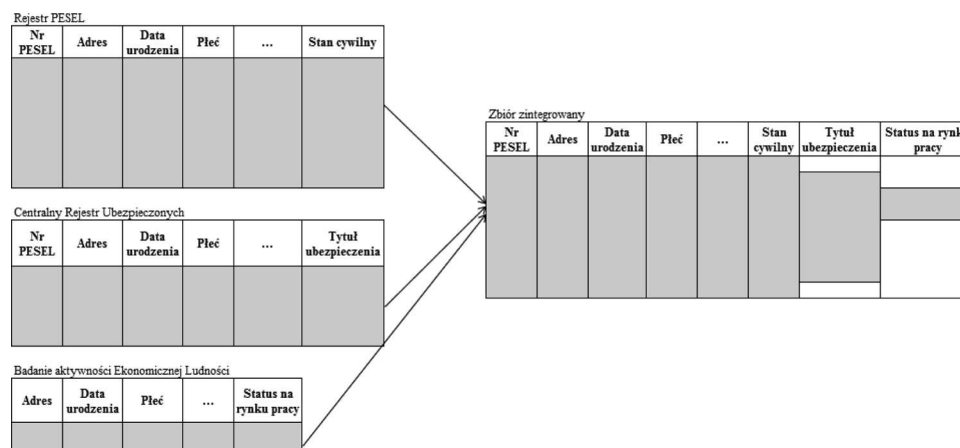 Rejestr PESEL
Nr PESEL Adres Data urodzenia Płeć ... Stan cywilny
Zbiór zintegrowany
Nr PESEL Adres Data urodzenia Płeć ... Stan cywilny Tytuł ubezpieczenia Status na rynk pracy
Centralny Rejestr Ubezpieczonych
Nr PESEL Adres Data urodzenia Płeć ... Tytuł ubezpieczenia
Badanie aktywności Ekonomicznej Ludności
Adres Data urodzenia Płeć ... Status na rynku pracy